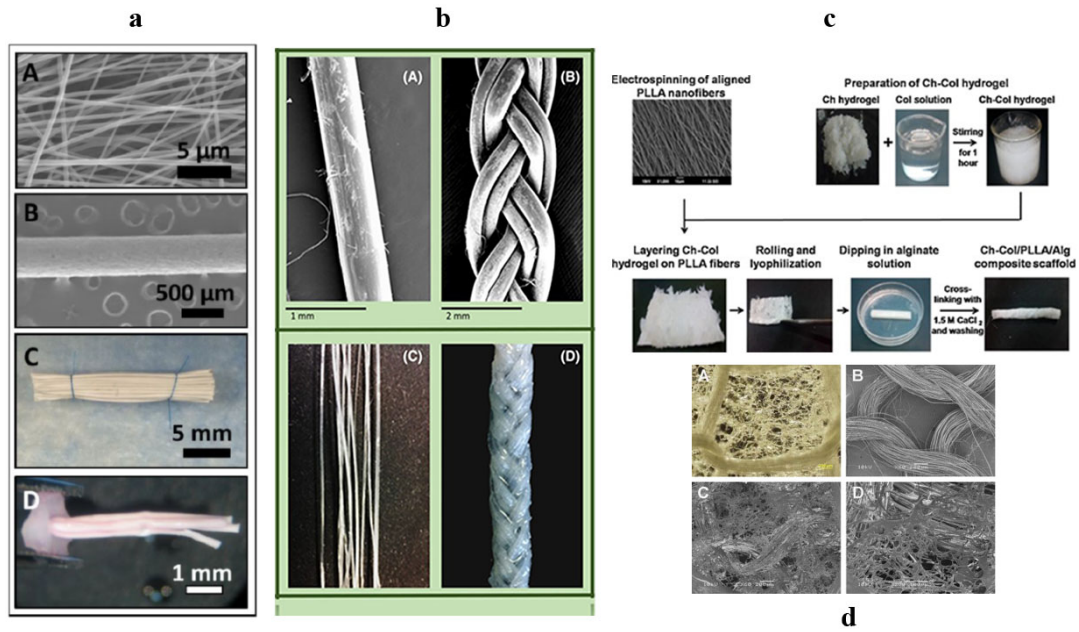 a
b
c
A
5 µm
B
500 µm
C
5 mm
D
1 mm
(A)
(B)
1 mm
2 mm
(C)
(D)
Electrospinning of aligned
PLLA nanofibers
Preparation of Ch-Col hydrogel
Ch hydrogel
Col solution
Ch-Col hydrogel
+
Stirring
for 1
hour
Layering Ch-Col
hydrogel on PLLA fibers
Rolling and
lyophilization
Dipping in alginate
solution
Ch-Col/PLLA/Alg
composite scaffold
Cross-
linking with
1.5 M CaCl₂
and washing
A
B
C
D
d